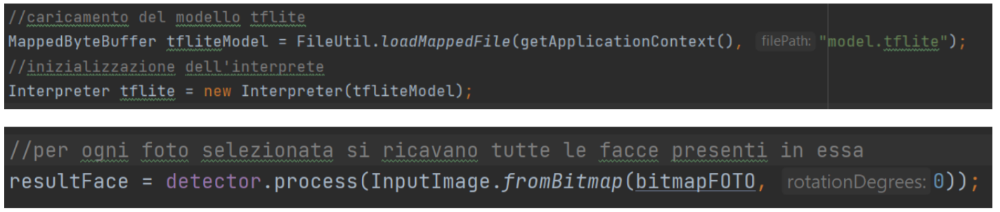 //caricamento del modello tflite
MappedByteBuffer tfliteModel = FileUtil.loadMappedFile(getApplicationContext(), filePath: "model.tflite");
//inizializzazione dell'interprete
Interpreter tflite = new Interpreter(tfliteModel);
//per ogni foto selezionata si ricavano tutte le facce presenti in essa
resultFace = detector.process(InputImage.fromBitmap(bitmapFOTO, rotationDegrees: 0));